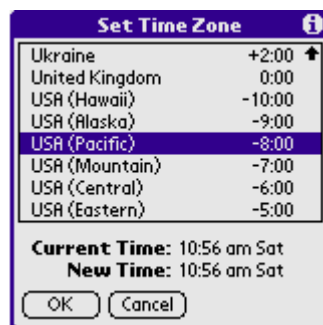 Set Time Zone
Ukraine +2:00
United Kingdom 0:00
USA (Hawaii) -10:00
USA (Alaska) -9:00
USA (Pacific) -8:00
USA (Mountain) -7:00
USA (Central) -6:00
USA (Eastern) -5:00
Current Time: 10:56 am Sat
New Time: 10:56 am Sat
OK Cancel